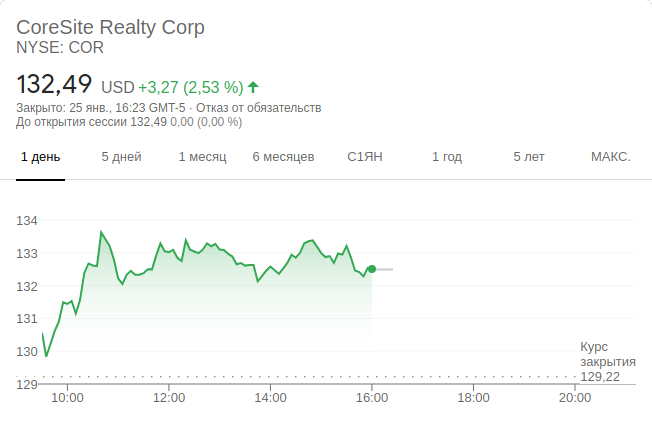 CoreSite Realty Corp
NYSE: COR
132,49 USD +3,27 (2,53 %)
Закрыто: 25 янв., 16:23 GMT-5 · Отказ от обязательств
До открытия сессии 132,49 0,00 (0,00 %)
1 день 5 дней 1 месяц 6 месяцев С1ЯН 1 год 5 лет МАКС.
134
133
132
131
130
129
Курс
закрытия
129,22
10:00 12:00 14:00 16:00 18:00 20:00